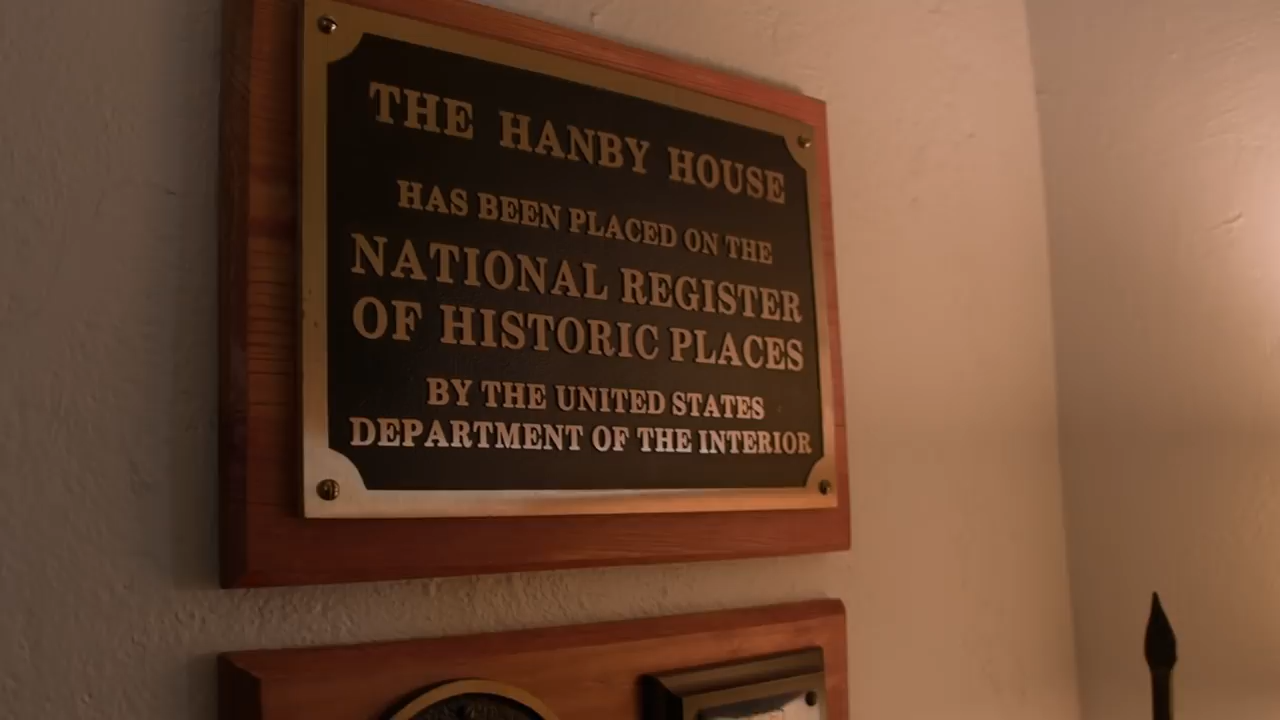 THE HANBY HOUSE
HAS BEEN PLACED ON THE
NATIONAL REGISTER
OF HISTORIC PLACES
BY THE UNITED STATES
DEPARTMENT OF THE INTERIOR